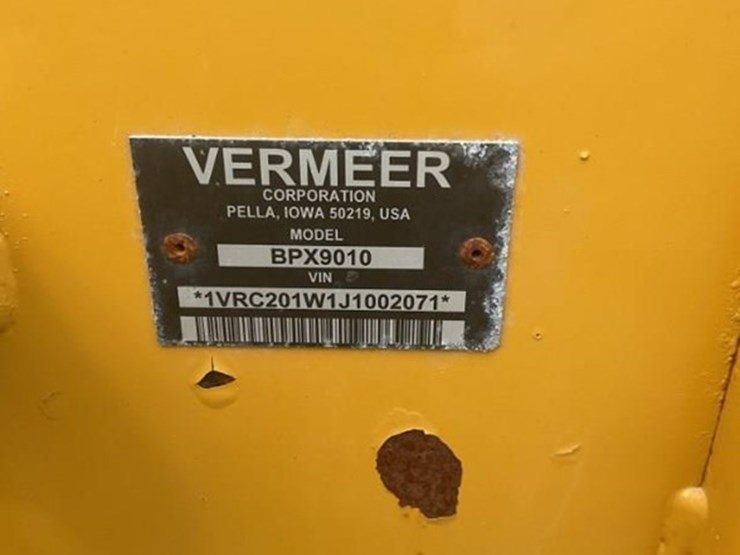 VERMEER
CORPORATION
PELLA, IOWA 50219, USA
MODEL
BPX9010
VIN
*1VRC201W1J1002071*